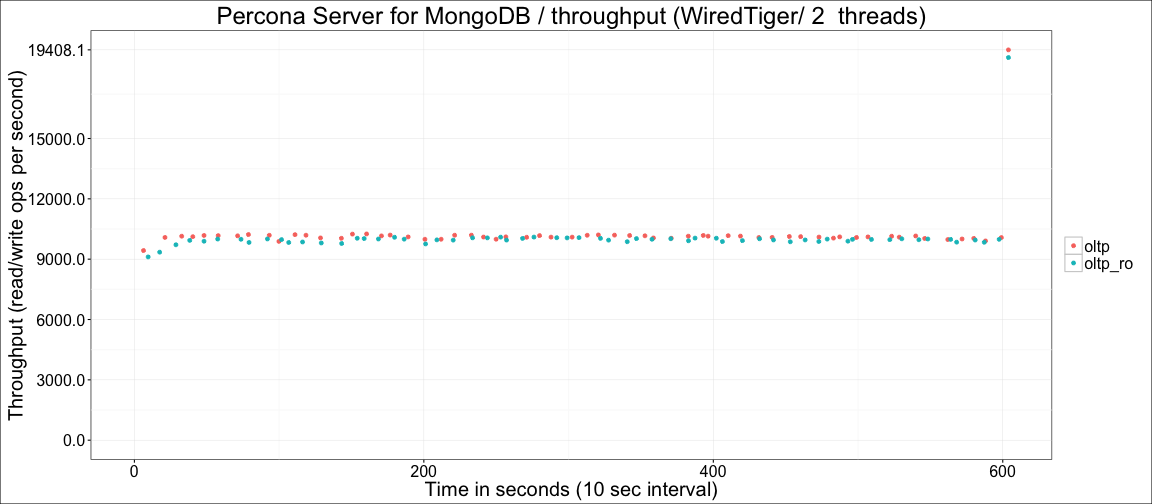 Percona Server for MongoDB / throughput (WiredTiger/ 2  threads)
Throughput (read/write ops per second)
19408.1
15000.0
12000.0
9000.0
6000.0
3000.0
0.0
0 200 400 600
Time in seconds (10 sec interval)
oltp
oltp_ro